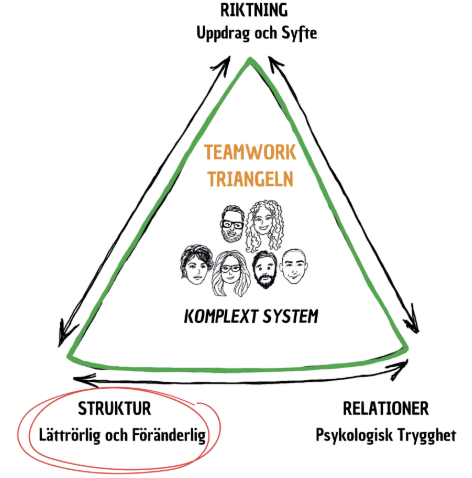 RIKTNING
Uppdrag och Syfte
TEAMWORK
TRIANGELN
KOMPLEXT SYSTEM
STRUKTUR
Lättrörlig och Föränderlig
RELATIONER
Psykologisk Trygghet